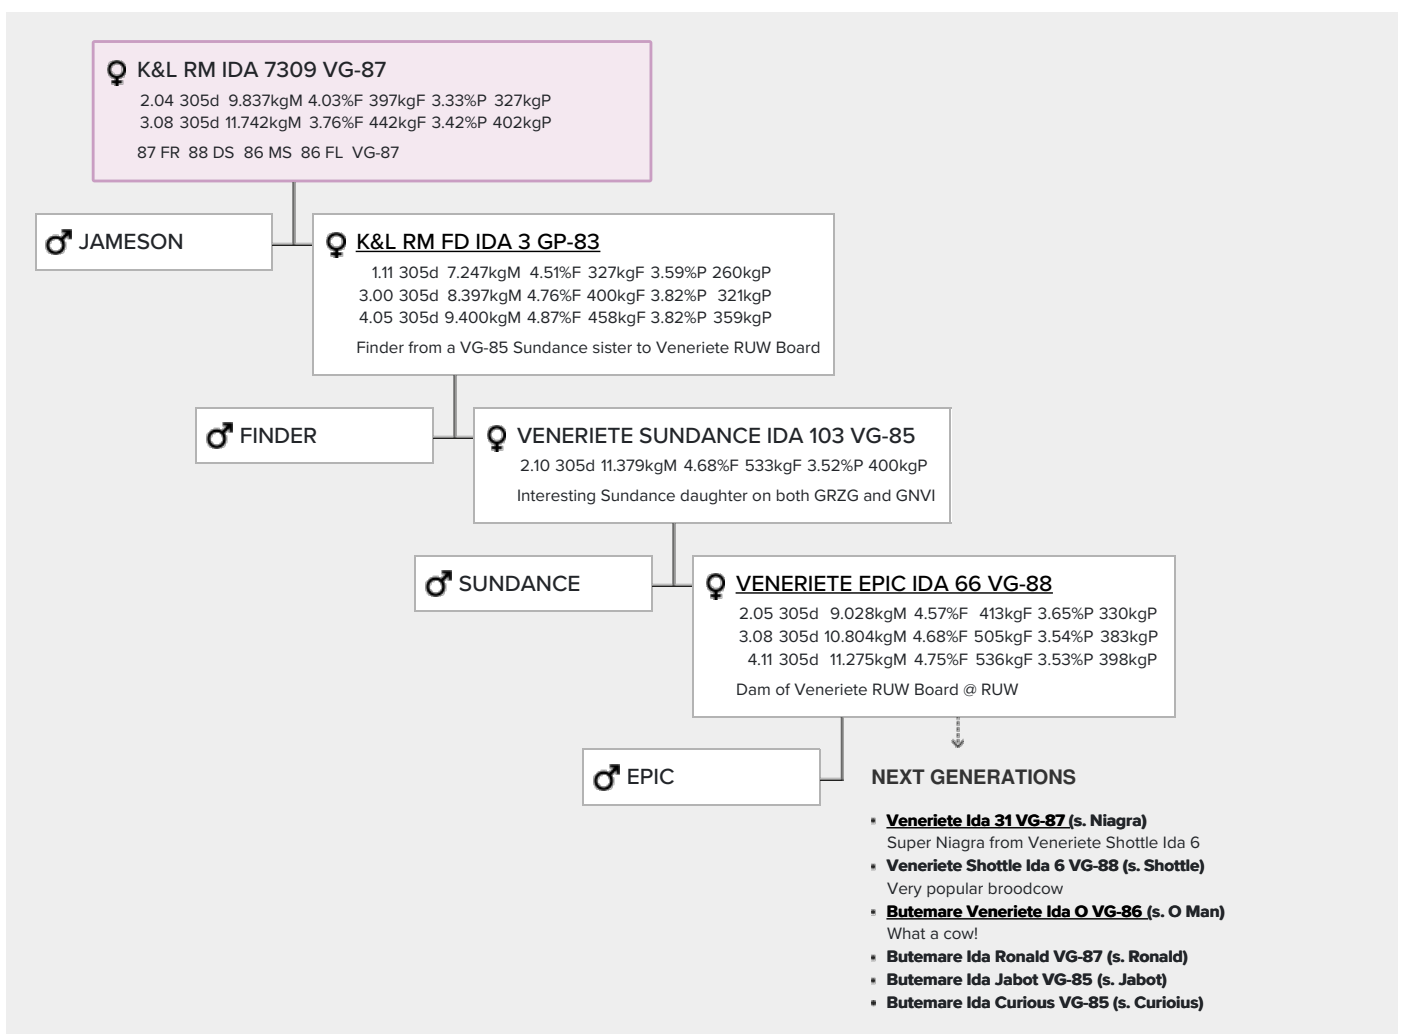 K&L RM IDA 7309 VG-87
2.04 305d 9.837kgM 4.03%F 397kgF 3.33%P 327kgP
3.08 305d 11.742kgM 3.76%F 442kgF 3.42%P 402kgP
87 FR 88 DS 86 MS 86 FL VG-87
JAMESON
K&L RM FD IDA 3 GP-83
1.11 305d 7.247kgM 4.51%F 327kgF 3.59%P 260kgP
3.00 305d 8.397kgM 4.76%F 400kgF 3.82%P 321kgP
4.05 305d 9.400kgM 4.87%F 458kgF 3.82%P 359kgP
Finder from a VG-85 Sundance sister to Veneriete RUW Board
FINDER
VENERIETE SUNDANCE IDA 103 VG-85
2.10 305d 11.379kgM 4.68%F 533kgF 3.52%P 400kgP
Interesting Sundance daughter on both GRZG and GNVI
SUNDANCE
VENERIETE EPIC IDA 66 VG-88
2.05 305d 9.028kgM 4.57%F 413kgF 3.65%P 330kgP
3.08 305d 10.804kgM 4.68%F 505kgF 3.54%P 383kgP
4.11 305d 11.275kgM 4.75%F 536kgF 3.53%P 398kgP
Dam of Veneriete RUW Board @ RUW
EPIC
NEXT GENERATIONS
Veneriete Ida 31 VG-87 (s. Niagra)
Super Niagra from Veneriete Shottle Ida 6
Veneriete Shottle Ida 6 VG-88 (s. Shottle)
Very popular broodcow
Butemare Veneriete Ida O VG-86 (s. O Man)
What a cow!
Butemare Ida Ronald VG-87 (s. Ronald)
Butemare Ida Jabot VG-85 (s. Jabot)
Butemare Ida Curious VG-85 (s. Curioius)